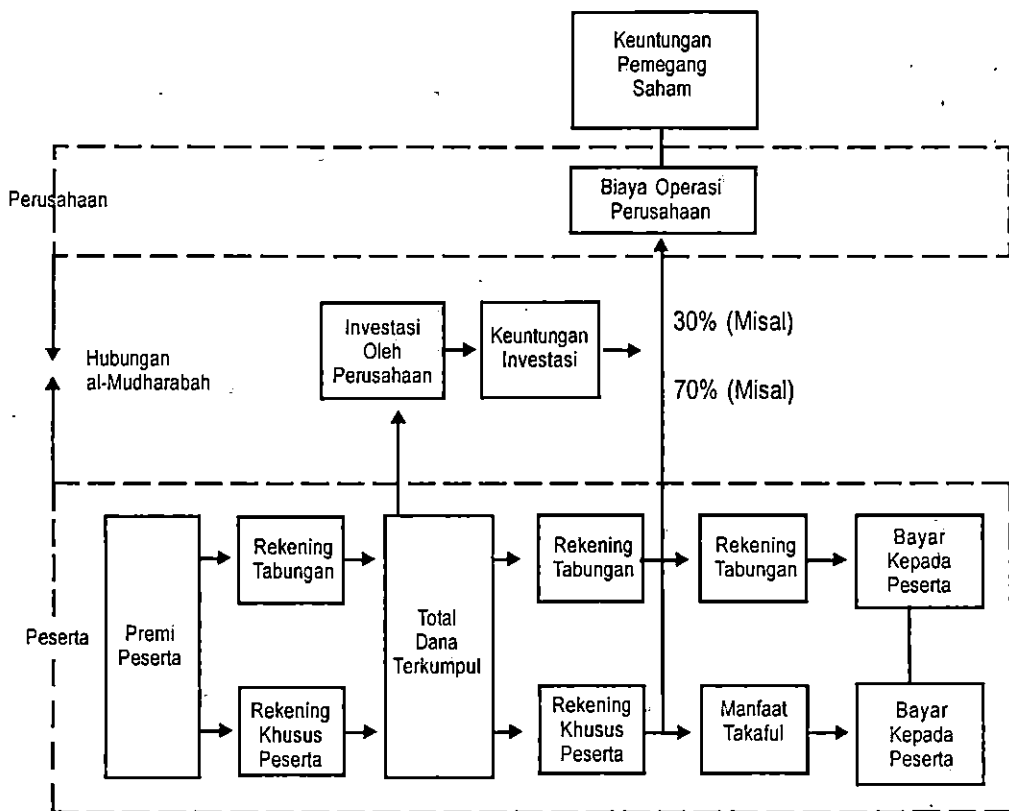 Keuntungan
Pemegang
Saham
Perusahaan
Biaya Operasi
Perusahaan
Hubungan
al-Mudharabah
Investasi
Oleh
Perusahaan
Keuntungan
Investasi
30% (Misal)
70% (Misal)
Peserta
Premi
Peserta
Rekening
Tabungan
Rekening
Khusus
Peserta
Total
Dana
Terkumpul
Rekening
Tabungan
Rekening
Khusus
Peserta
Rekening
Tabungan
Manfaat
Takaful
Bayar
Kepada
Peserta
Bayar
Kepada
Peserta